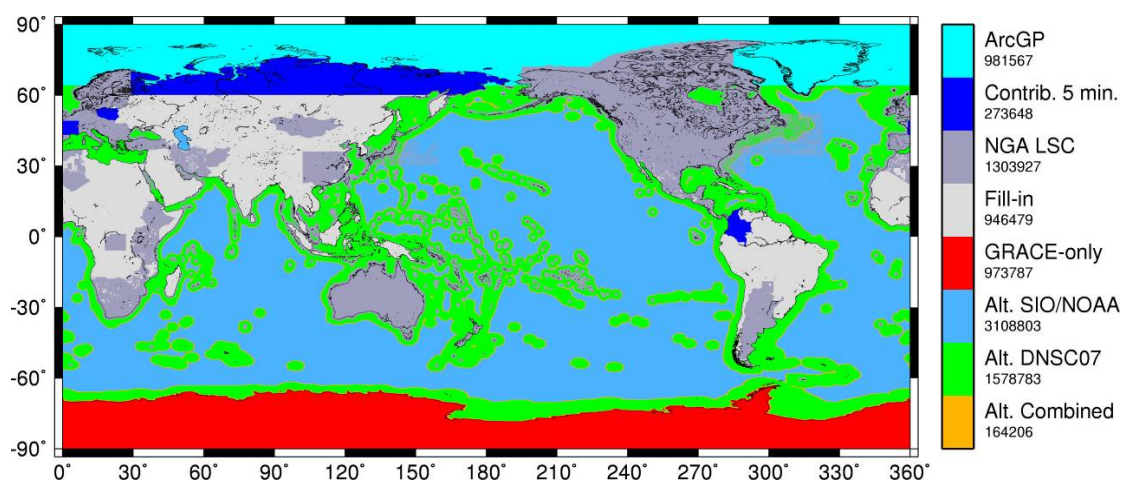 90˚
60˚
30˚
0˚
-30˚
-60˚
-90˚
0˚ 30˚ 60˚ 90˚ 120˚ 150˚ 180˚ 210˚ 240˚ 270˚ 300˚ 330˚ 360˚
ArcGP
981567
Contrib. 5 min.
273648
NGA LSC
1303927
Fill-in
946479
GRACE-only
973787
Alt. SIO/NOAA
3108803
Alt. DNSC07
1578783
Alt. Combined
164206